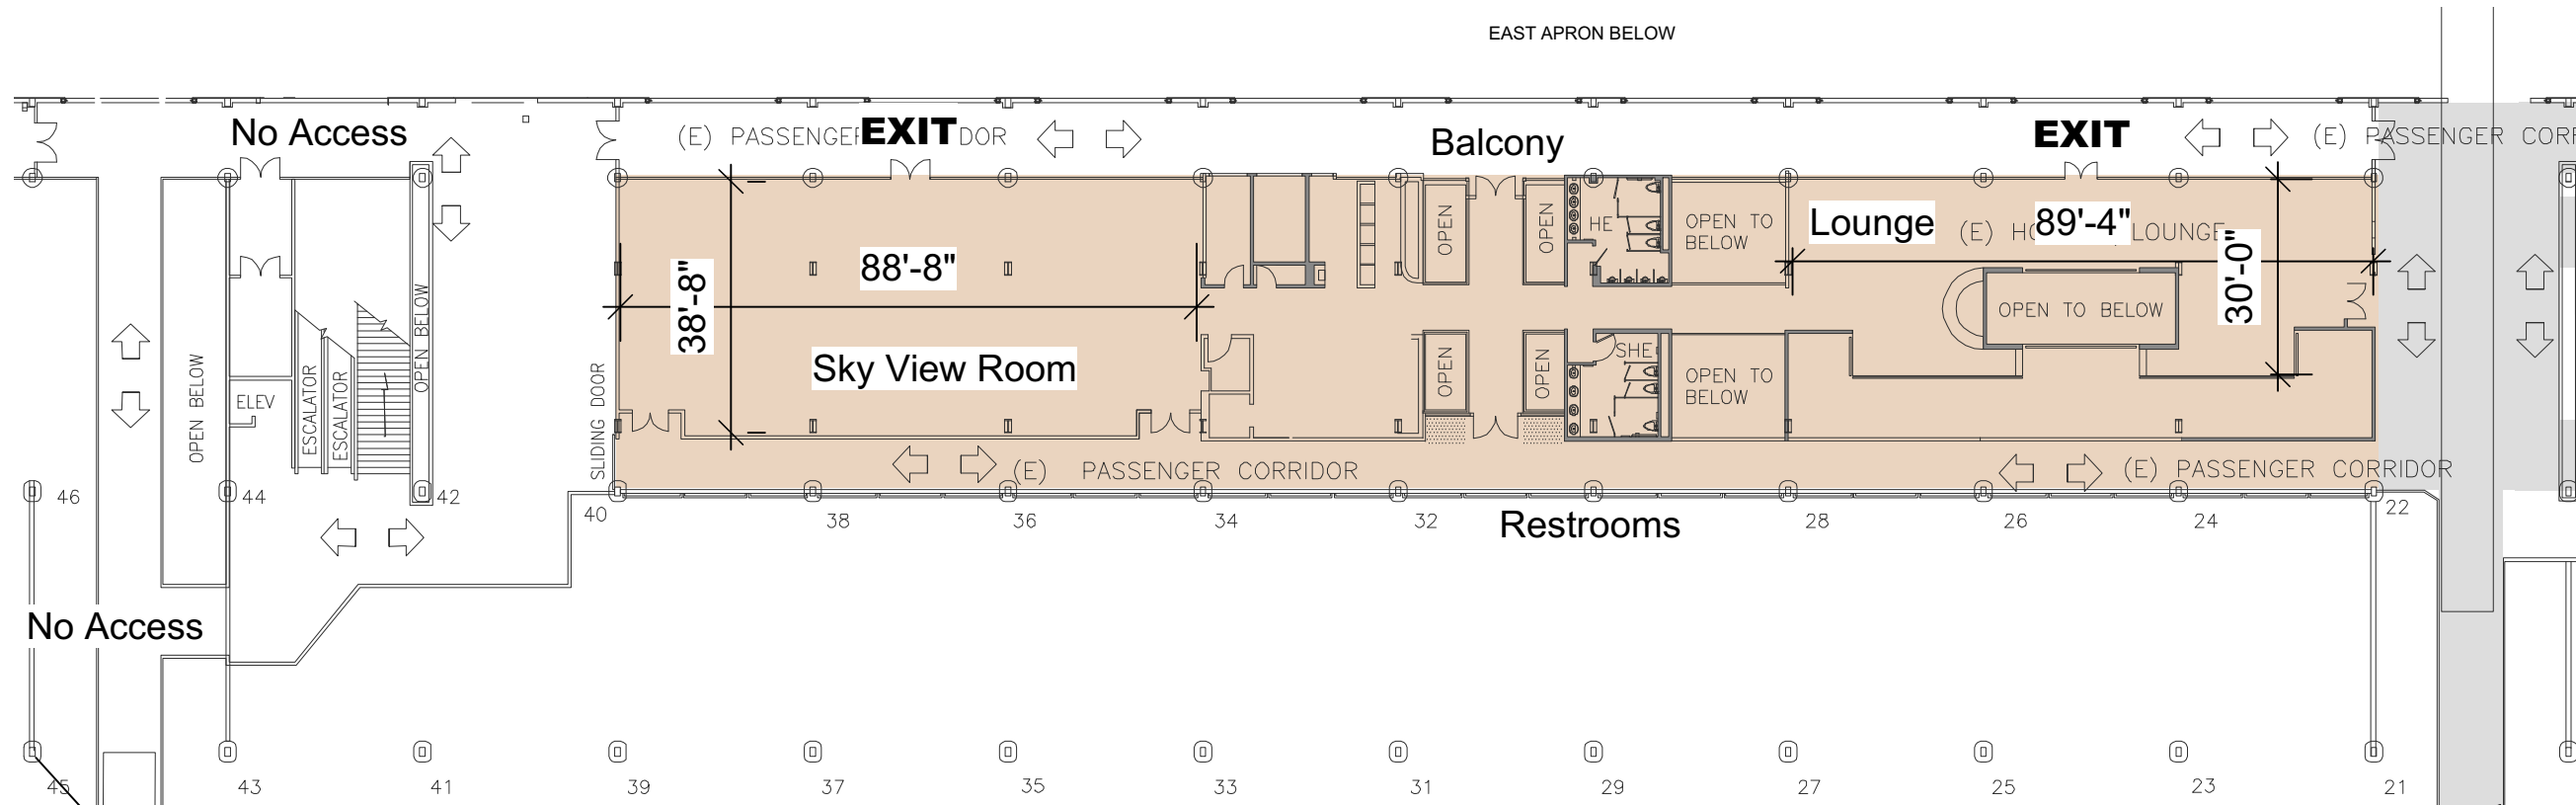 EAST APRON BELOW
No Access
(E) PASSENGER
EXIT
DOR
Balcony
EXIT
(E) PASSENGER CORR
OPEN
OPEN
HE
OPEN TO
BELOW
Lounge
(E) HO
89'-4"
LOUNGE
88'-8"
38'-8"
30'-0"
OPEN BELOW
OPEN TO BELOW
Sky View Room
OPEN BELOW
ELEV
ESCALATOR
ESCALATOR
SLIDING DOOR
OPEN
OPEN
SHE
OPEN TO
BELOW
(E) PASSENGER CORRIDOR
(E) PASSENGER CORRIDOR
46
44
42
40
38
36
34
32
Restrooms
28
26
24
22
No Access
45
43
41
39
37
35
33
31
29
27
25
23
21